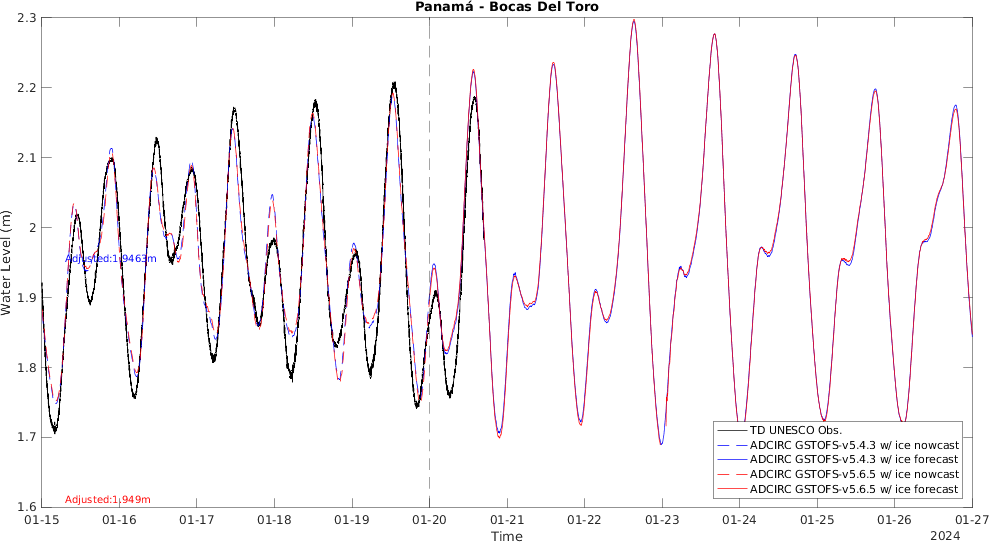 Panamá - Bocas Del Toro
2.3
2.2
2.1
2
1.9
1.8
1.7
1.6
Water Level (m)
Adjusted:1.9463m
Adjusted:1.949m
TD UNESCO Obs.
ADCIRC GSTOFS-v5.4.3 w/ ice nowcast
ADCIRC GSTOFS-v5.4.3 w/ ice forecast
ADCIRC GSTOFS-v5.6.5 w/ ice nowcast
ADCIRC GSTOFS-v5.6.5 w/ ice forecast
01-15 01-16 01-17 01-18 01-19 01-20 01-21 01-22 01-23 01-24 01-25 01-26 01-27
Time
2024